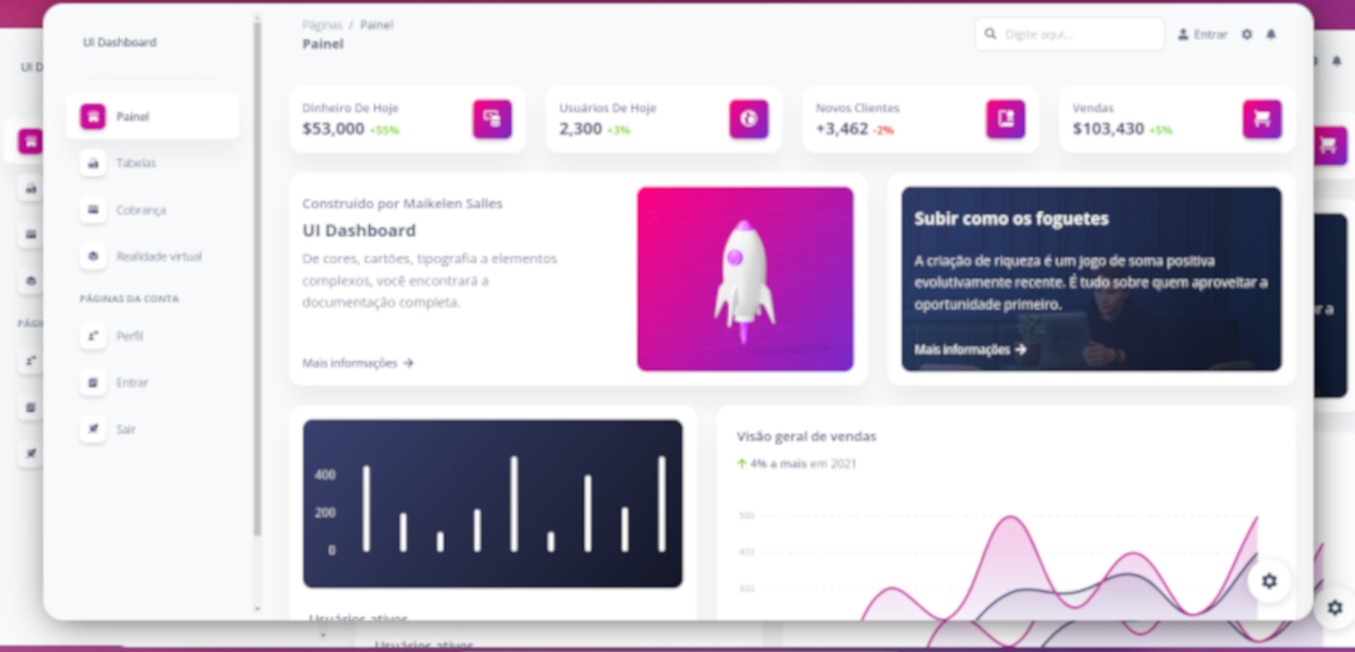 UI Dashboard
Painel
Tabelas
Cobrança
Realidade virtual
PÁGINAS DA CONTA
Perfil
Entrar
Sair
Páginas / Painel
Painel
Digite aqui...
Entrar
Dinheiro De Hoje
$53,000 +55%
Usuários De Hoje
2,300 +3%
Novos Clientes
+3,462 -2%
Vendas
$103,430 +5%
Construído por Maikelen Salles
UI Dashboard
De cores, cartões, tipografia a elementos
complexos, você encontrará a
documentação completa.
Mais informações
Subir como os foguetes
A criação de riqueza é um jogo de soma positiva
evolutivamente recente. É tudo sobre quem aproveitar a
oportunidade primeiro.
Mais informações
400
200
0
Usuários ativos
Visão geral de vendas
4% a mais em 2021
500
400
300
UI D
PÁGI
r a
Usuários ativos